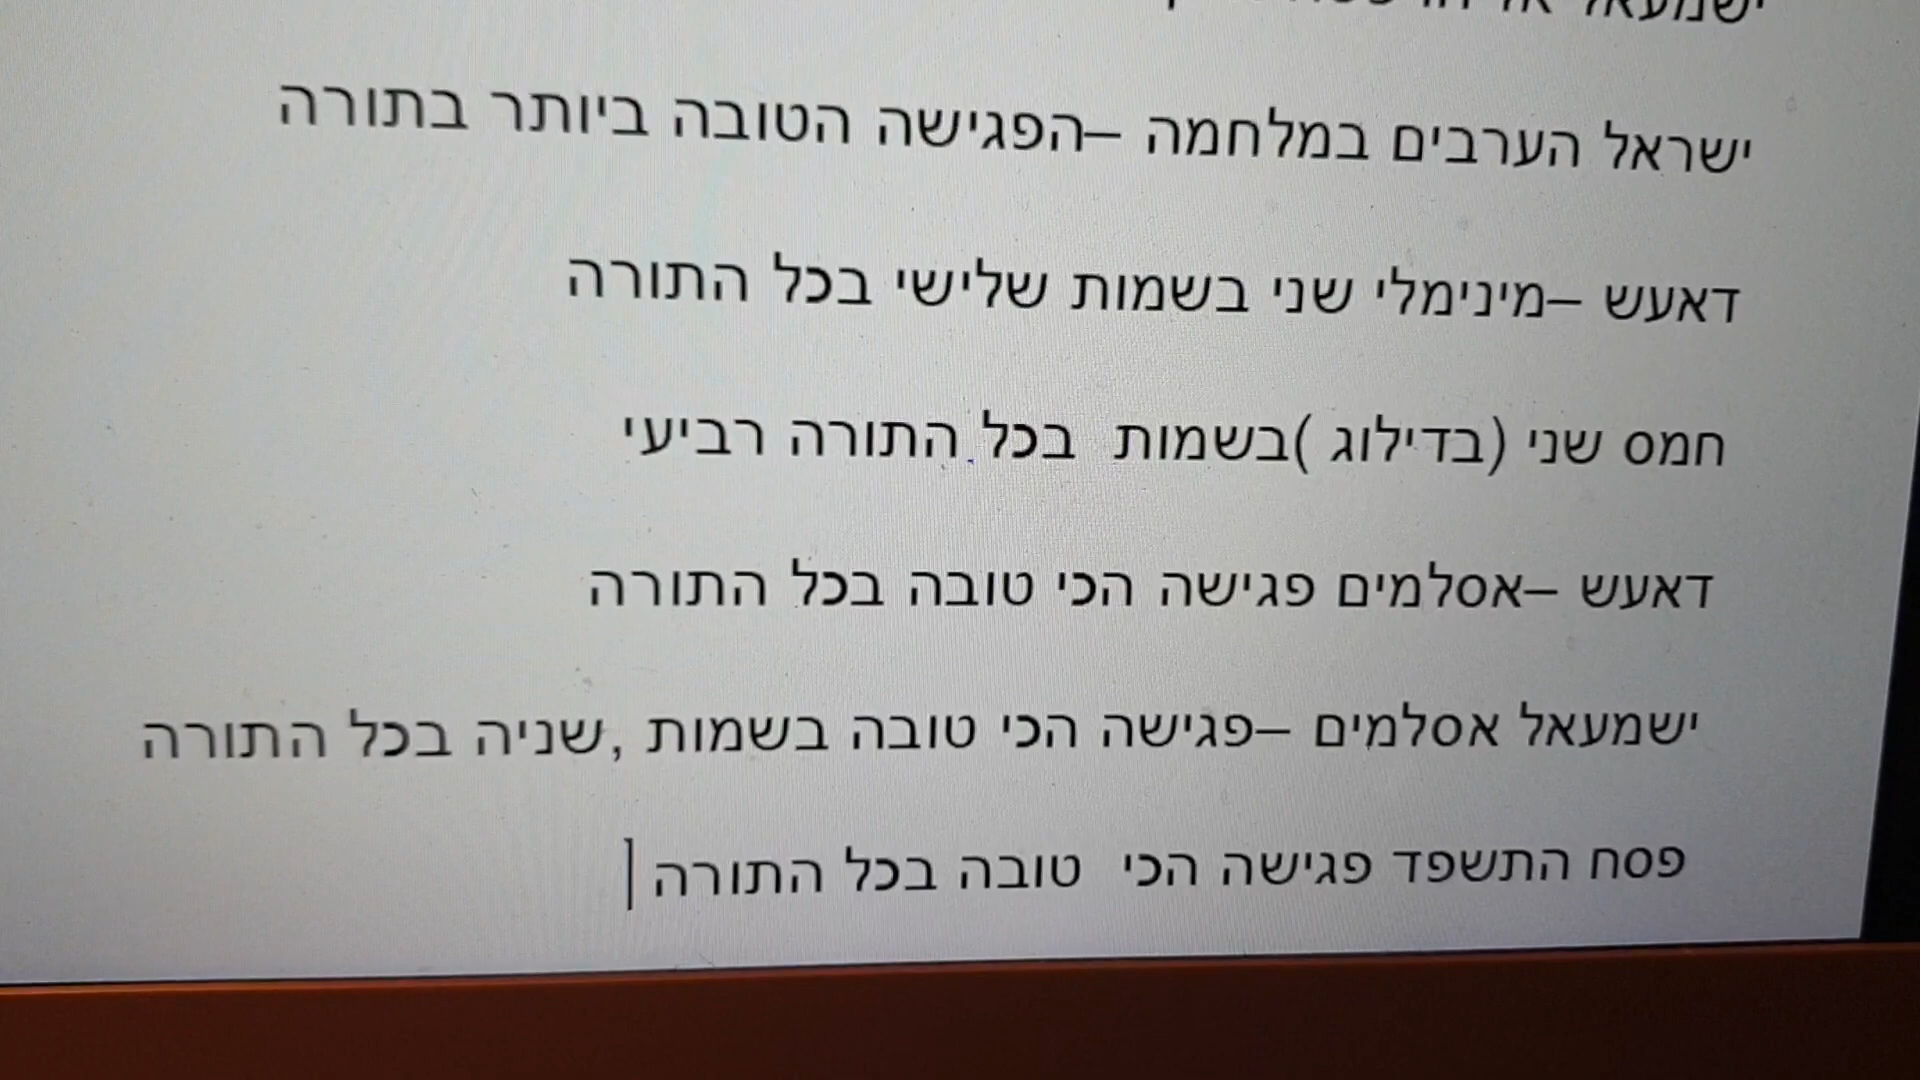 ישמעאל
ישראל הערבים במלחמה –הפגישה הטובה ביותר בתורה
דאעש –מינימלי שני בשמות שלישי בכל התורה
חמס שני (בדילוג )בשמות בכל התורה רביעי
דאעש –אסלמים פגישה הכי טובה בכל התורה
ישמעאל אסלמים –פגישה הכי טובה בשמות ,שניה בכל התורה
פסח התשפד פגישה הכי טובה בכל התורה